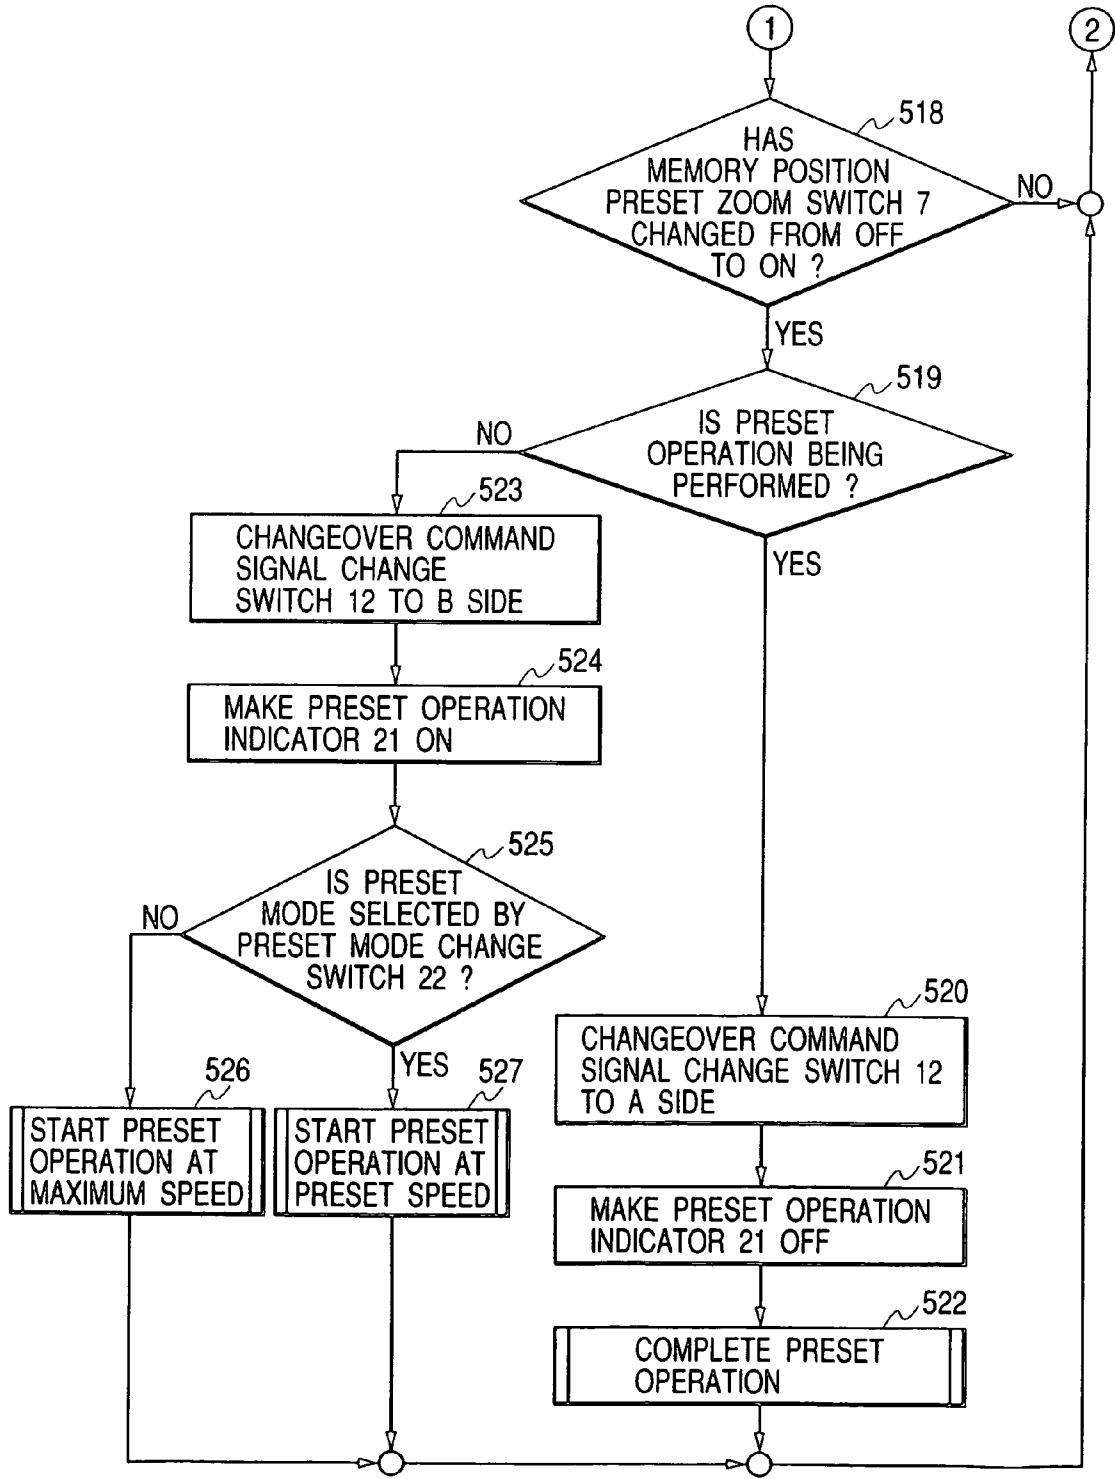 1
2
518
HAS
MEMORY POSITION
PRESET ZOOM SWITCH 7
CHANGED FROM OFF
TO ON ?
NO
YES
519
IS PRESET
OPERATION BEING
PERFORMED ?
NO
YES
523
CHANGEOVER COMMAND
SIGNAL CHANGE
SWITCH 12 TO B SIDE
524
MAKE PRESET OPERATION
INDICATOR 21 ON
525
IS PRESET
MODE SELECTED BY
PRESET MODE CHANGE
SWITCH 22 ?
NO
YES
526
START PRESET
OPERATION AT
MAXIMUM SPEED
527
START PRESET
OPERATION AT
PRESET SPEED
520
CHANGEOVER COMMAND
SIGNAL CHANGE SWITCH 12
TO A SIDE
521
MAKE PRESET OPERATION
INDICATOR 21 OFF
522
COMPLETE PRESET
OPERATION